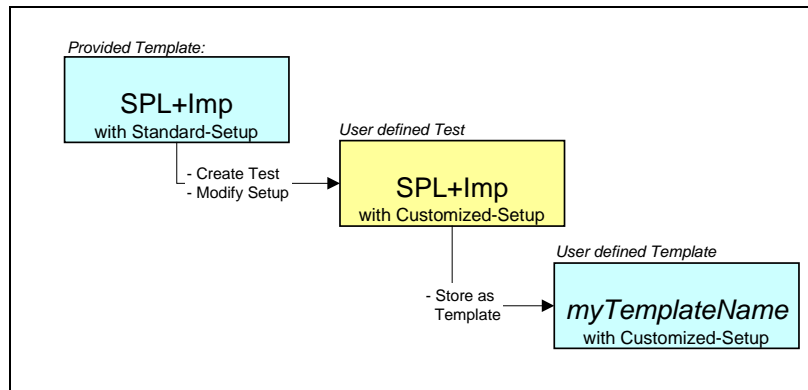 Provided Template:
SPL+Imp
with Standard-Setup
- Create Test
- Modify Setup
User defined Test
SPL+Imp
with Customized-Setup
- Store as
Template
User defined Template
myTemplateName
with Customized-Setup